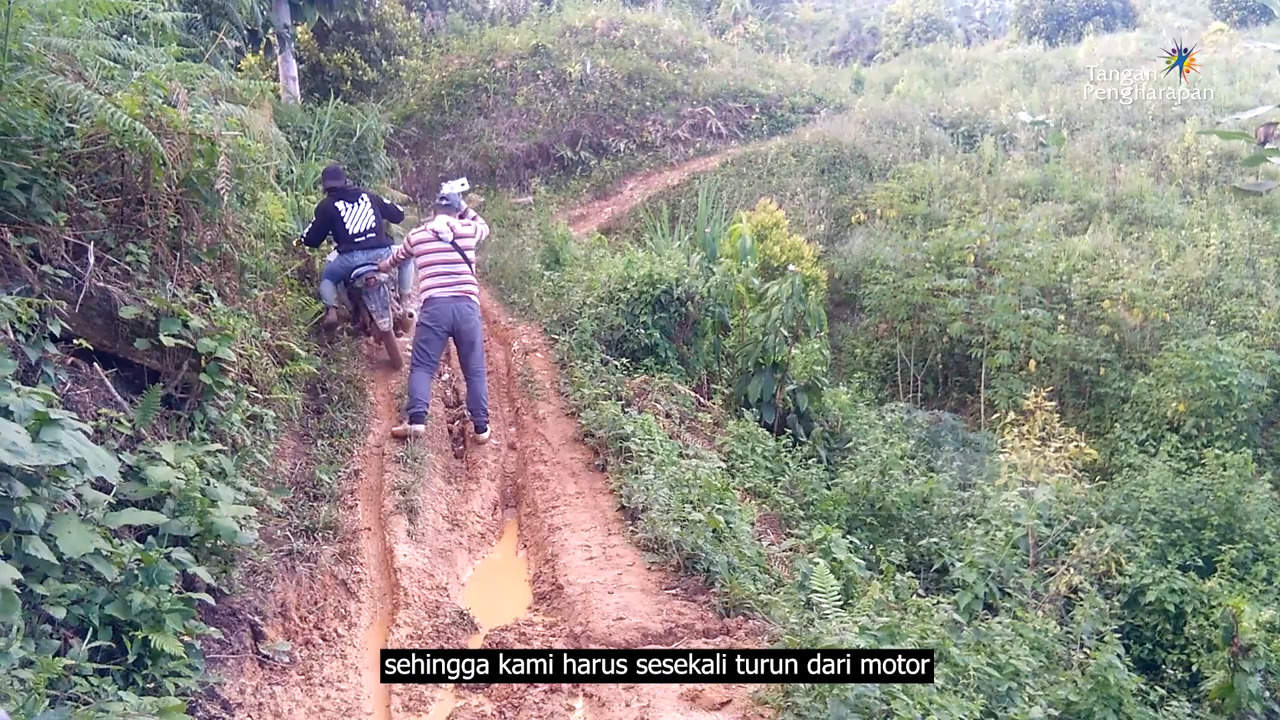 Tangan
Pengharapan
sehingga kami harus sesekali turun dari motor